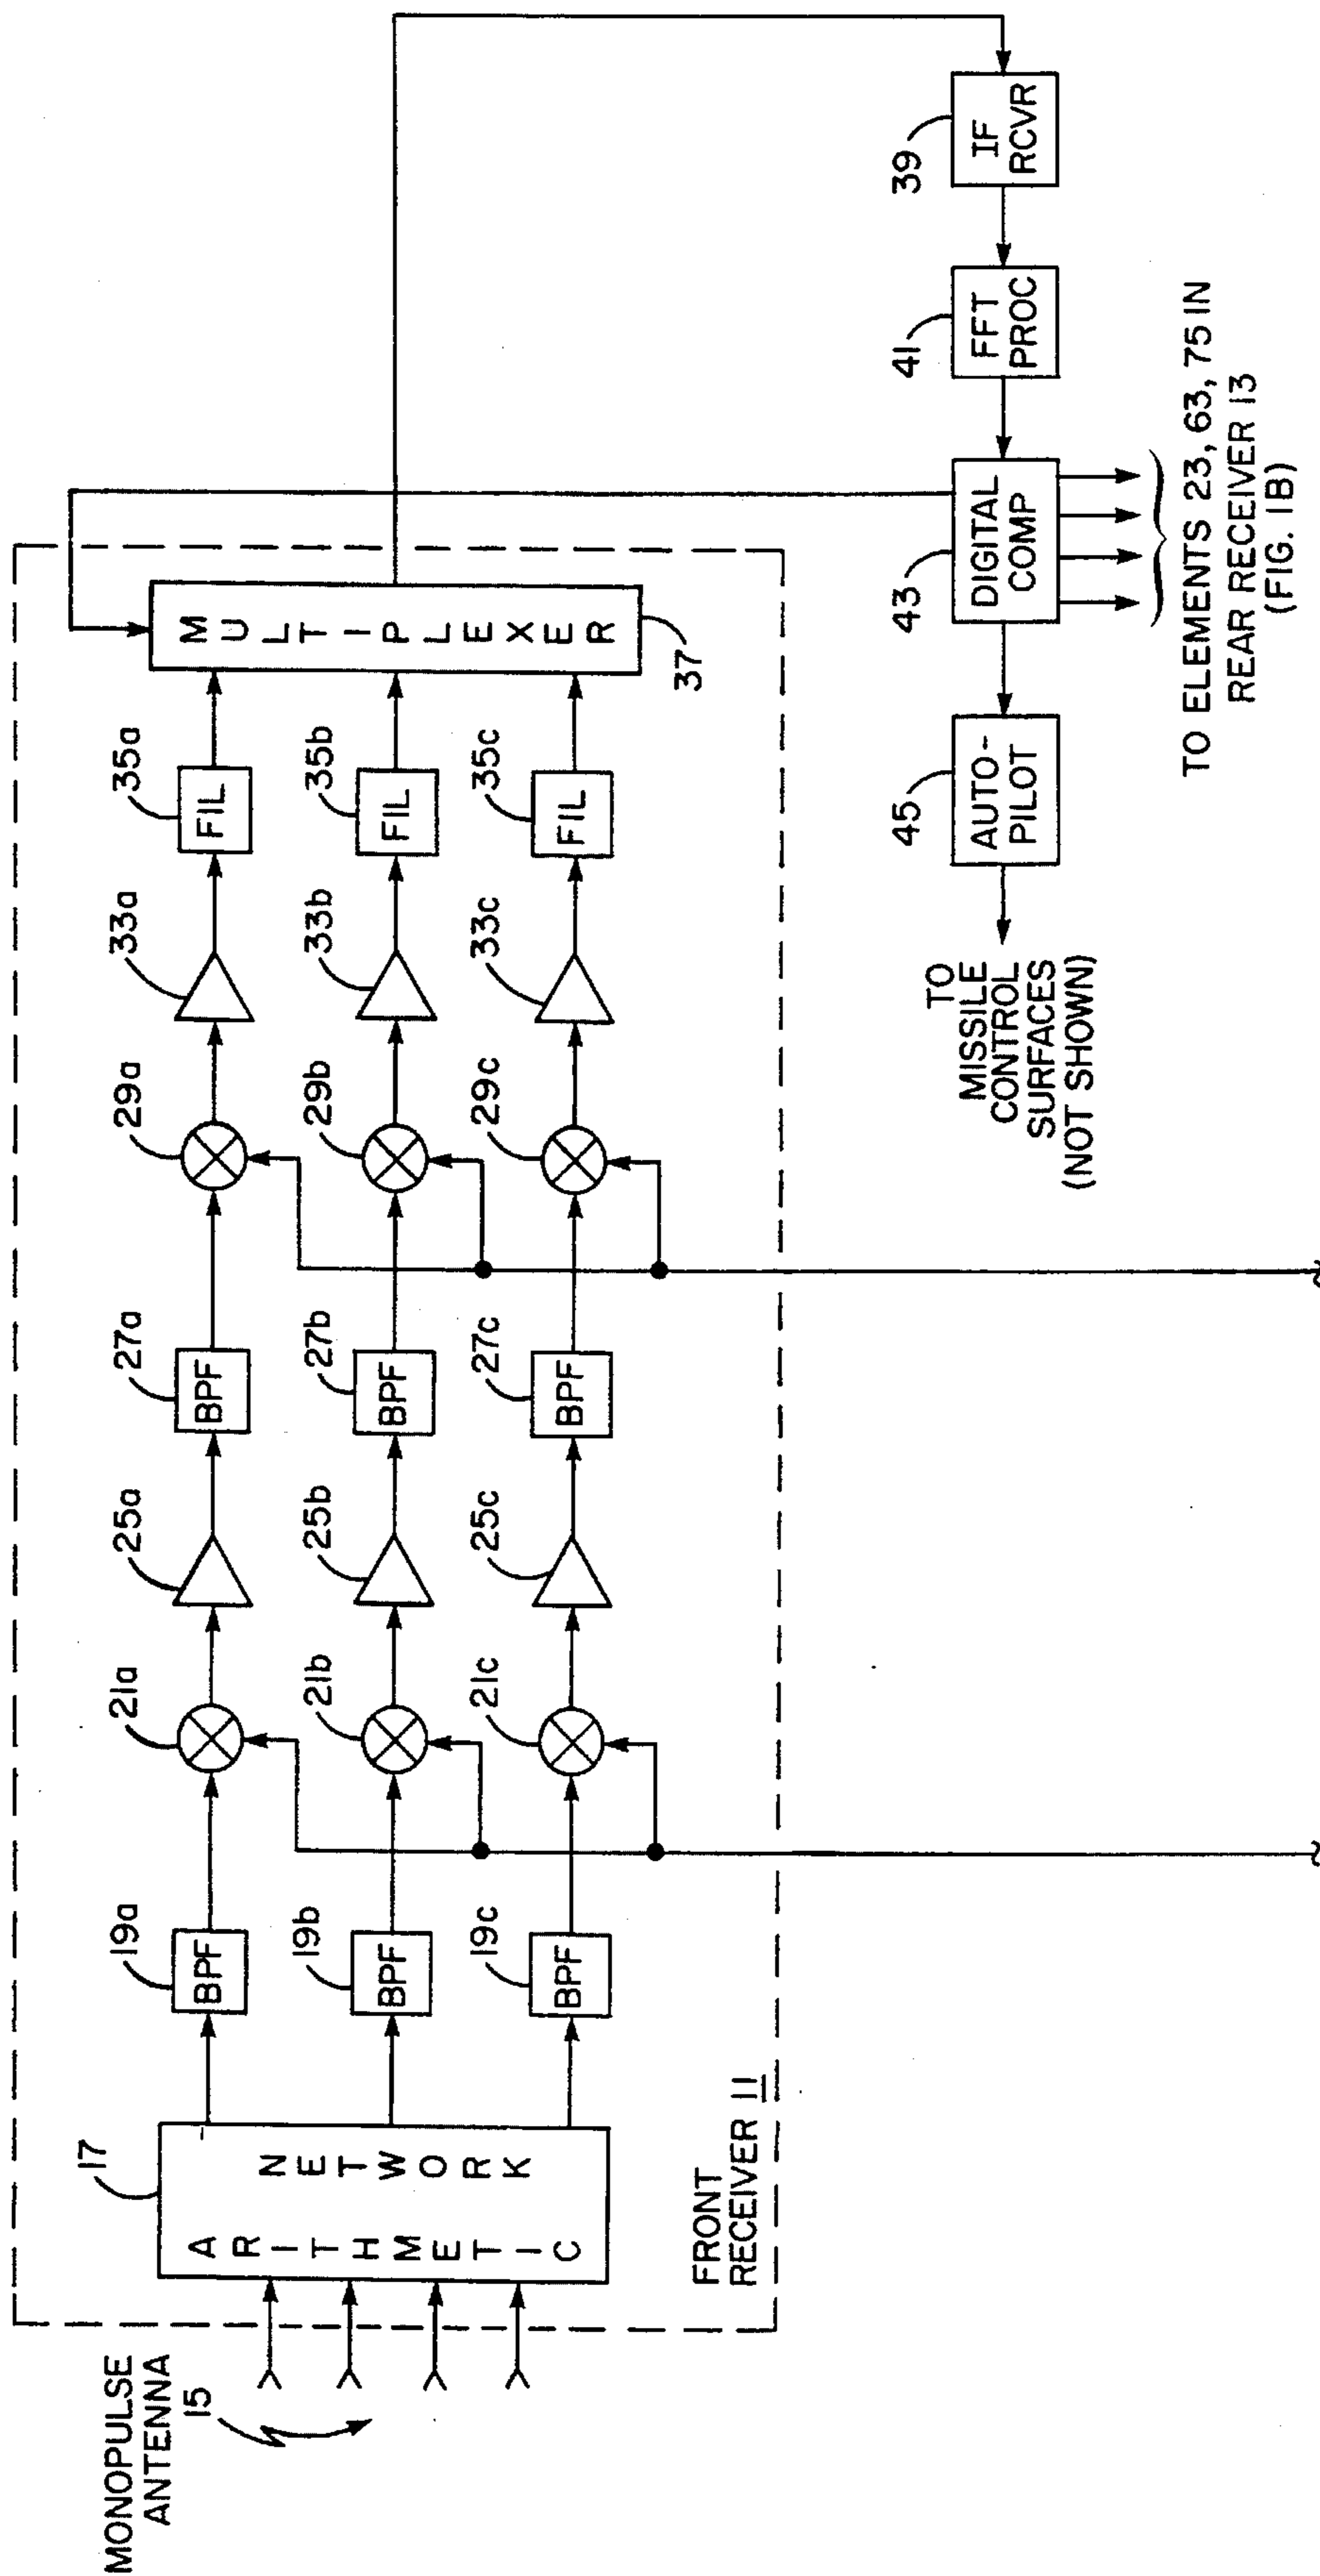 MONOPULSE
ANTENNA
15
17
ARITHMETIC
NETWORK
FRONT
RECEIVER 11
19a
BPF
19b
BPF
19c
BPF
21a
21b
21c
25a
25b
25c
27a
BPF
27b
BPF
27c
BPF
29a
29b
29c
33a
33b
33c
35a
FIL
35b
FIL
35c
FIL
MULTIPLEXER
37
39
IF
RCVR
41
FFT
PROC
43
DIGITAL
COMP
45
AUTO-
PILOT
TO
MISSILE
CONTROL
SURFACES
(NOT SHOWN)
TO ELEMENTS 23, 63, 75 IN
REAR RECEIVER 13
(FIG. 1B)